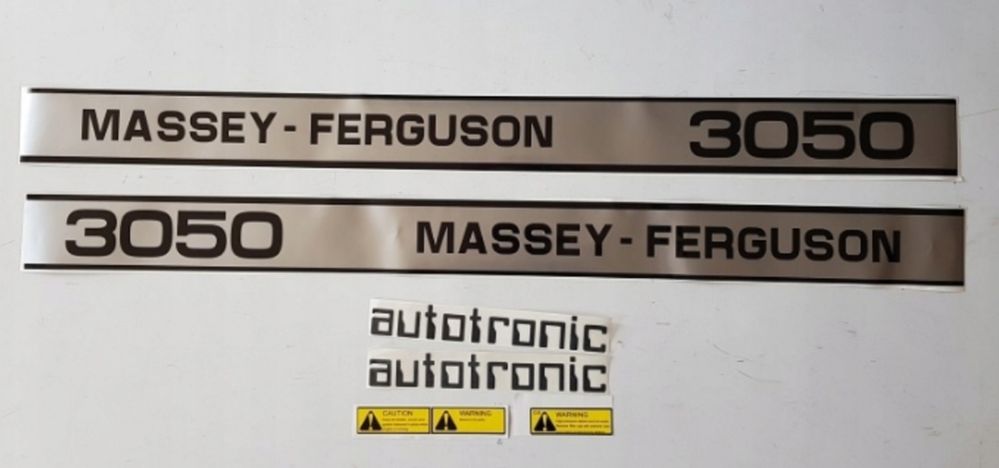 MASSEY - FERGUSON 3050
3050 MASSEY - FERGUSON
autotronic
autotronic
CAUTION WARNING WARNING